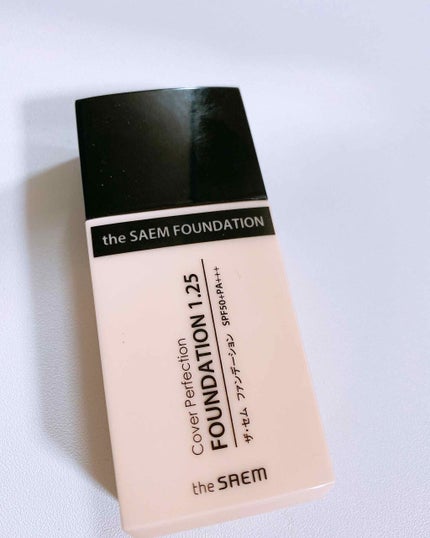 the SAEM FOUNDATION
Cover Perfection
FOUNDATION 1.25
ザ・セム ファンデーション SPF50+PA+++
the SAEM